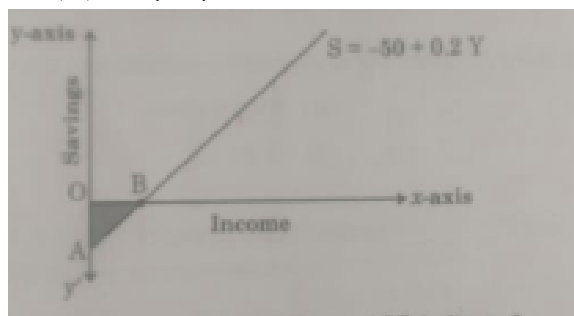 y-axis
S = –50 + 0.2 Y
Savings
O
B
x-axis
Income
A
y'